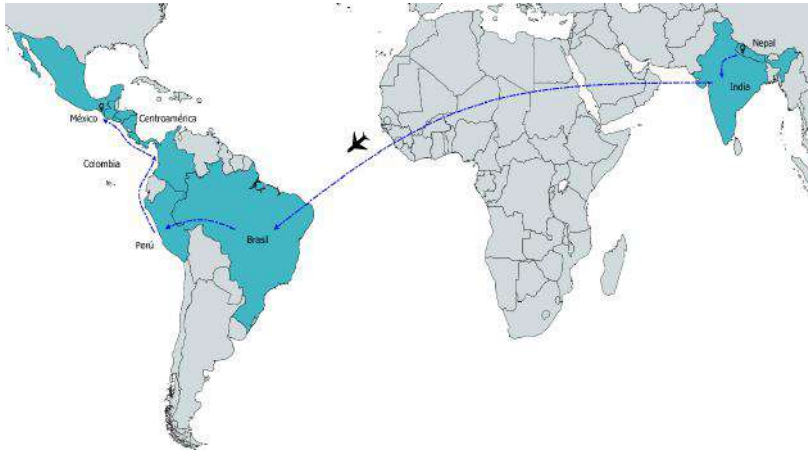 Nepal
India
México
Centroamérica
Colombia
Perú
Brasil